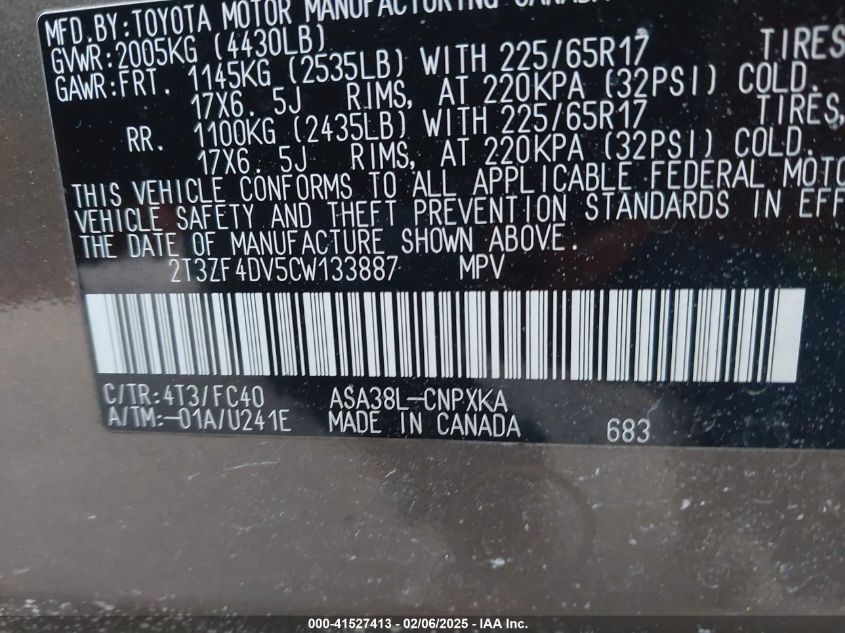 MFD.BY:TOYOTA MOTOR MANUFACTURING CANADA
GVWR:2005KG (4430LB)
GAWR:FRT. 1145KG (2535LB) WITH 225/65R17 TIRES
17X6. 5J RIMS, AT 220KPA (32PSI) COLD.
RR. 1100KG (2435LB) WITH 225/65R17 TIRES,
17X6. 5J RIMS, AT 220KPA (32PSI) COLD.
THIS VEHICLE CONFORMS TO ALL APPLICABLE FEDERAL MOTO
VEHICLE SAFETY AND THEFT PREVENTION STANDARDS IN EFF
THE DATE OF MANUFACTURE SHOWN ABOVE.
2T3ZF4DV5CW133887 MPV
C/TR:4T3/FC40 ASA38L-CNPXKA
A/TM:-01A/U241E MADE IN CANADA 683
000-41527413 - 02/06/2025 - IAA Inc.